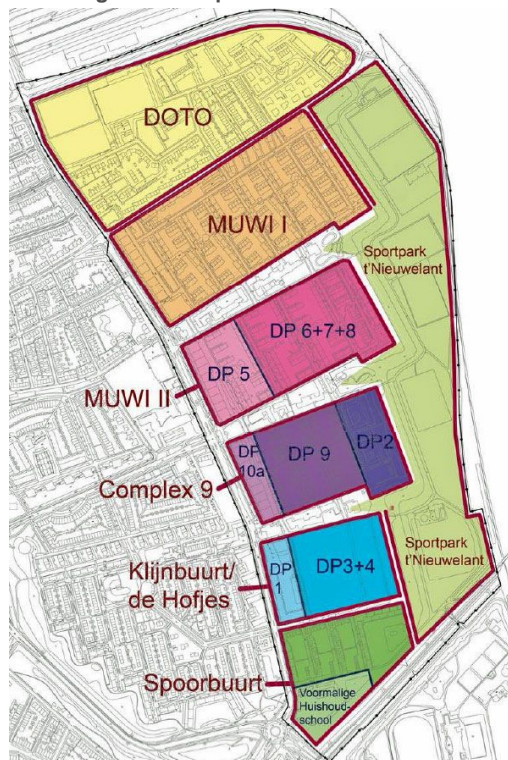 DOTO
MUWI I
Sportpark
t'Nieuwelant
DP 6+7+8
DP 5
MUWI II
DP
10a
DP 9
DP2
Complex 9
Sportpark
t'Nieuwelant
DP
1
DP3+4
Klijnbuurt/
de Hofjes
Spoorbuurt
Voormalige
Huishoud-
school